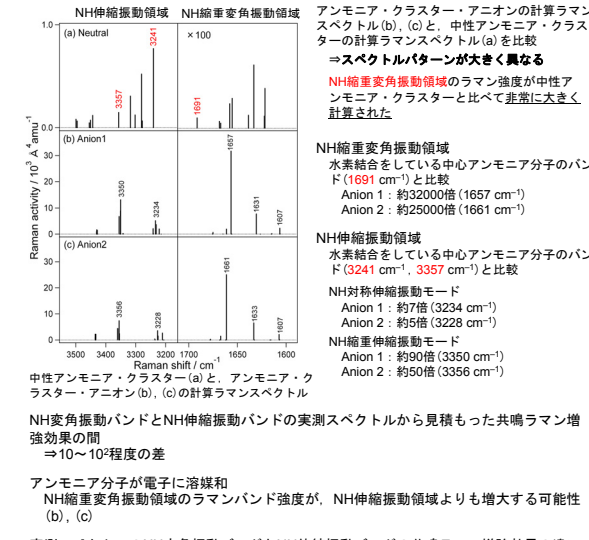 NH伸縮振動領域 NH縮重変角振動領域
(a) Neutral
×100
3241
3357
1691
1.0
0.0
(b) Anion1
1657
3350
3234
1631
1607
30
20
10
0
(c) Anion2
1661
3356
3228
1633
1607
30
20
10
0
Raman activity / 10³ Å⁴amu⁻¹
3500 3400 3300 3200 1700 1650 1600
Raman shift / cm⁻¹
中性アンモニア・クラスター(a)と，アンモニア・ク
ラスター・アニオン(b), (c)の計算ラマンスペクトル
アンモニア・クラスター・アニオンの計算ラマン
スペクトル(b), (c)と，中性アンモニア・クラス
ターの計算ラマンスペクトル(a)を比較
⇒スペクトルパターンが大きく異なる
NH縮重変角振動領域のラマン強度が中性ア
ンモニア・クラスターと比べて非常に大きく
計算された
NH縮重変角振動領域
水素結合をしている中心アンモニア分子のバン
ド(1691 cm⁻¹)と比較
Anion 1：約32000倍(1657 cm⁻¹)
Anion 2：約25000倍(1661 cm⁻¹)
NH伸縮振動領域
水素結合をしている中心アンモニア分子のバン
ド(3241 cm⁻¹, 3357 cm⁻¹)と比較
NH対称伸縮振動モード
Anion 1：約7倍(3234 cm⁻¹)
Anion 2：約5倍(3228 cm⁻¹)
NH縮重伸縮振動モード
Anion 1：約90倍(3350 cm⁻¹)
Anion 2：約50倍(3356 cm⁻¹)
NH変角振動バンドとNH伸縮振動バンドの実測スペクトルから見積もった共鳴ラマン増
強効果の間
⇒10～10²程度の差
アンモニア分子が電子に溶媒和
NH縮重変角振動領域のラマンバンド強度が，NH伸縮振動領域よりも増大する可能性
(b), (c)